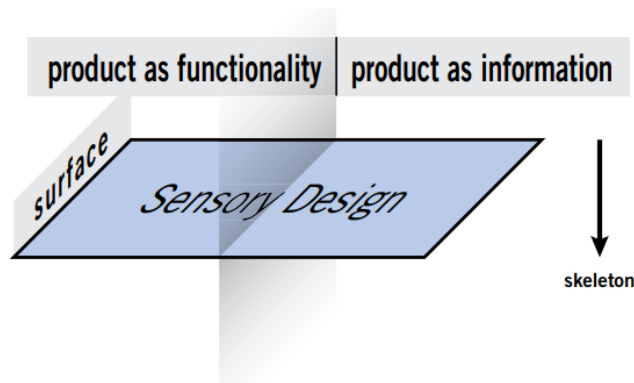 product as functionality
product as information
surface
Sensory Design
skeleton